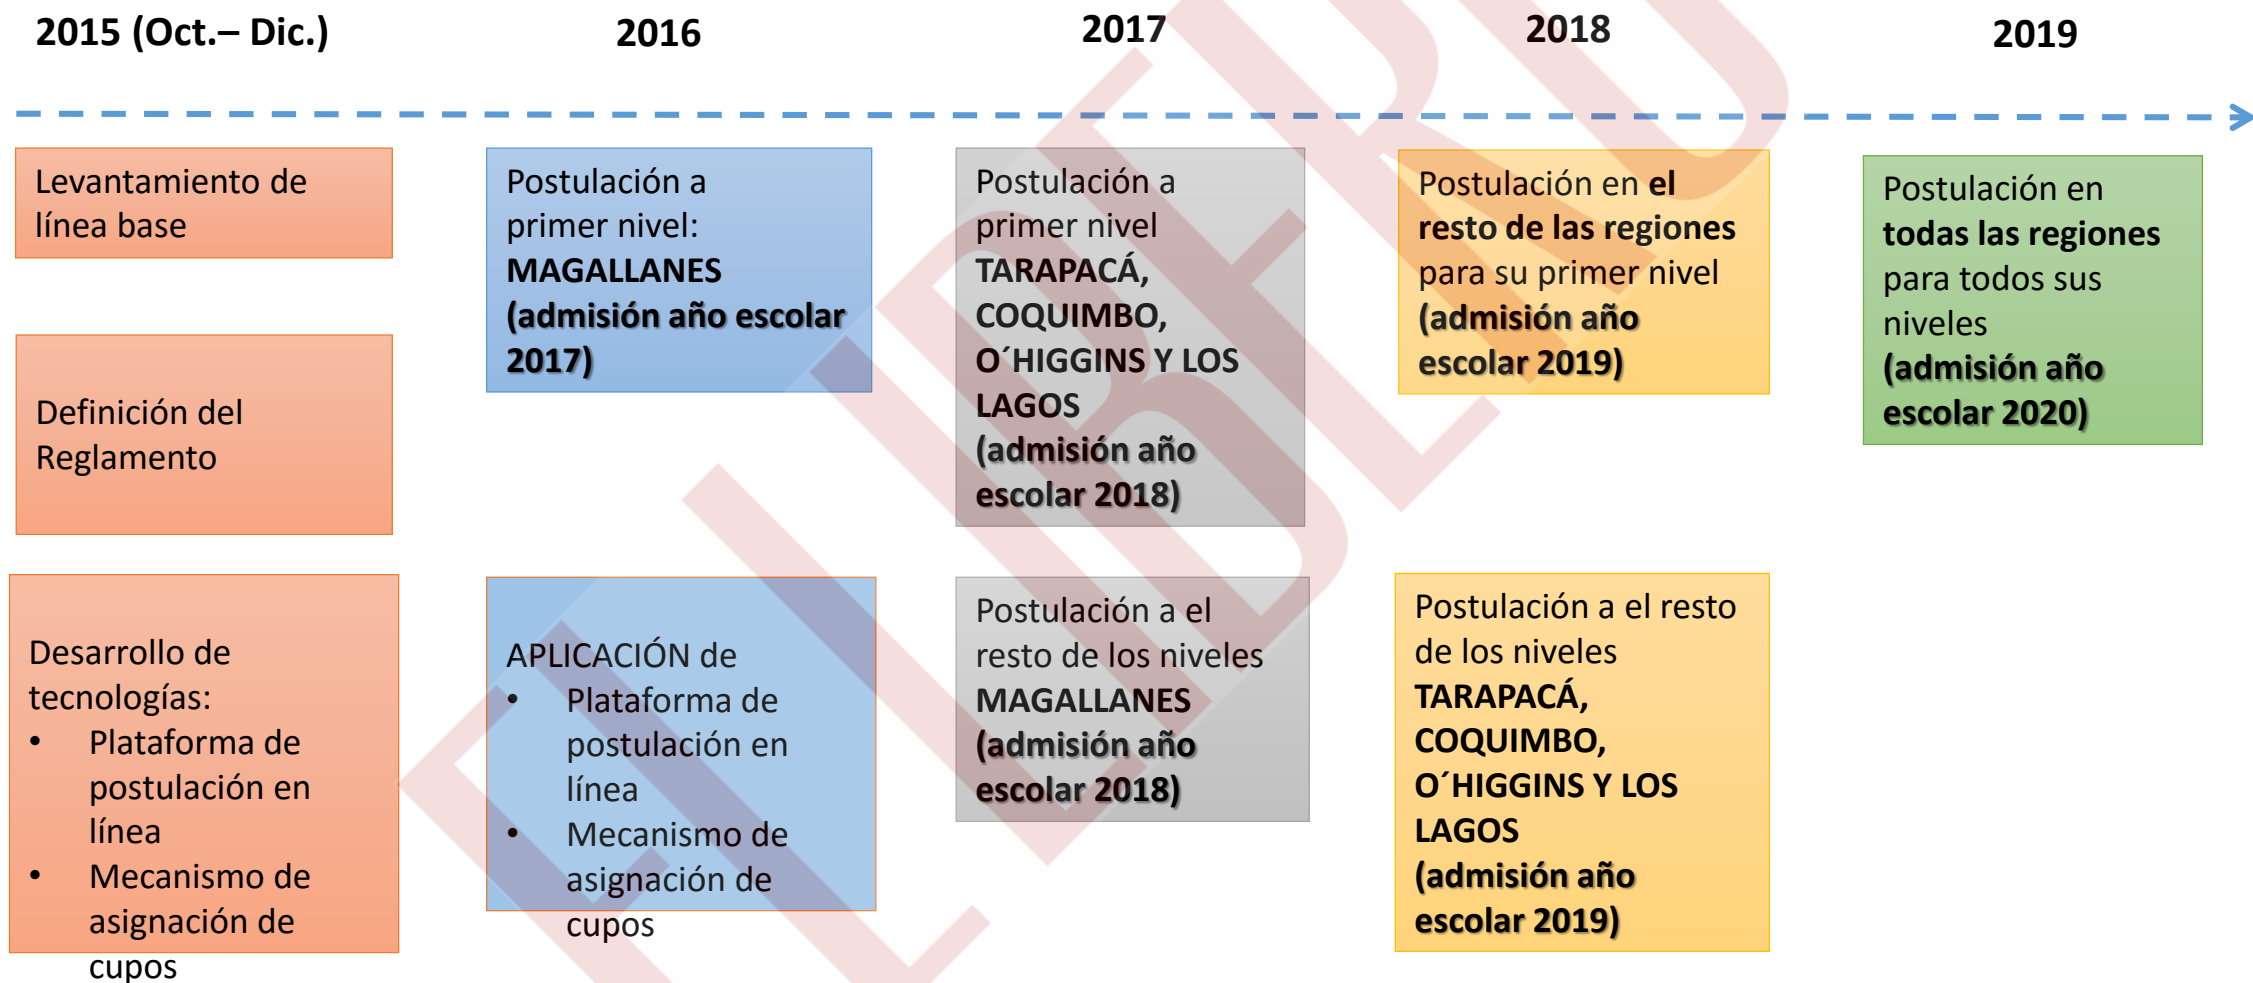 2015 (Oct.– Dic.)
2016
2017
2018
2019
Levantamiento de
línea base
Definición del
Reglamento
Desarrollo de
tecnologías:
• Plataforma de
postulación en
línea
• Mecanismo de
asignación de
cupos
Postulación a
primer nivel:
MAGALLANES
(admisión año escolar
2017)
APLICACIÓN de
• Plataforma de
postulación en
línea
• Mecanismo de
asignación de
cupos
Postulación a
primer nivel
TARAPACÁ,
COQUIMBO,
O´HIGGINS Y LOS
LAGOS
(admisión año
escolar 2018)
Postulación a el
resto de los niveles
MAGALLANES
(admisión año
escolar 2018)
Postulación en el
resto de las regiones
para su primer nivel
(admisión año
escolar 2019)
Postulación a el resto
de los niveles
TARAPACÁ,
COQUIMBO,
O´HIGGINS Y LOS
LAGOS
(admisión año
escolar 2019)
Postulación en
todas las regiones
para todos sus
niveles
(admisión año
escolar 2020)
EL LIBERO